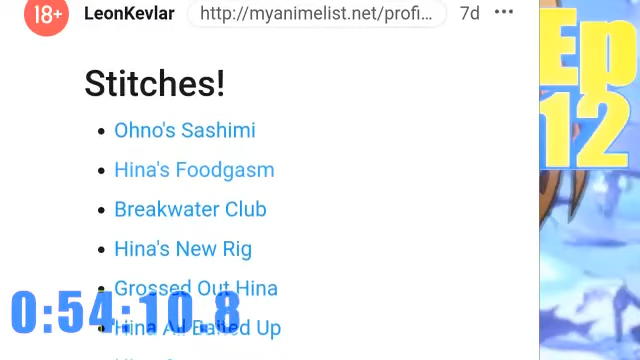 18+ LeonKevlar http://myanimelist.net/profi... 7d •••
Stitches!
• Ohno's Sashimi
• Hina's Foodgasm
• Breakwater Club
• Hina's New Rig
• Grossed Out Hina
• Hina All Baited Up
0:54:10.8
Ep
12